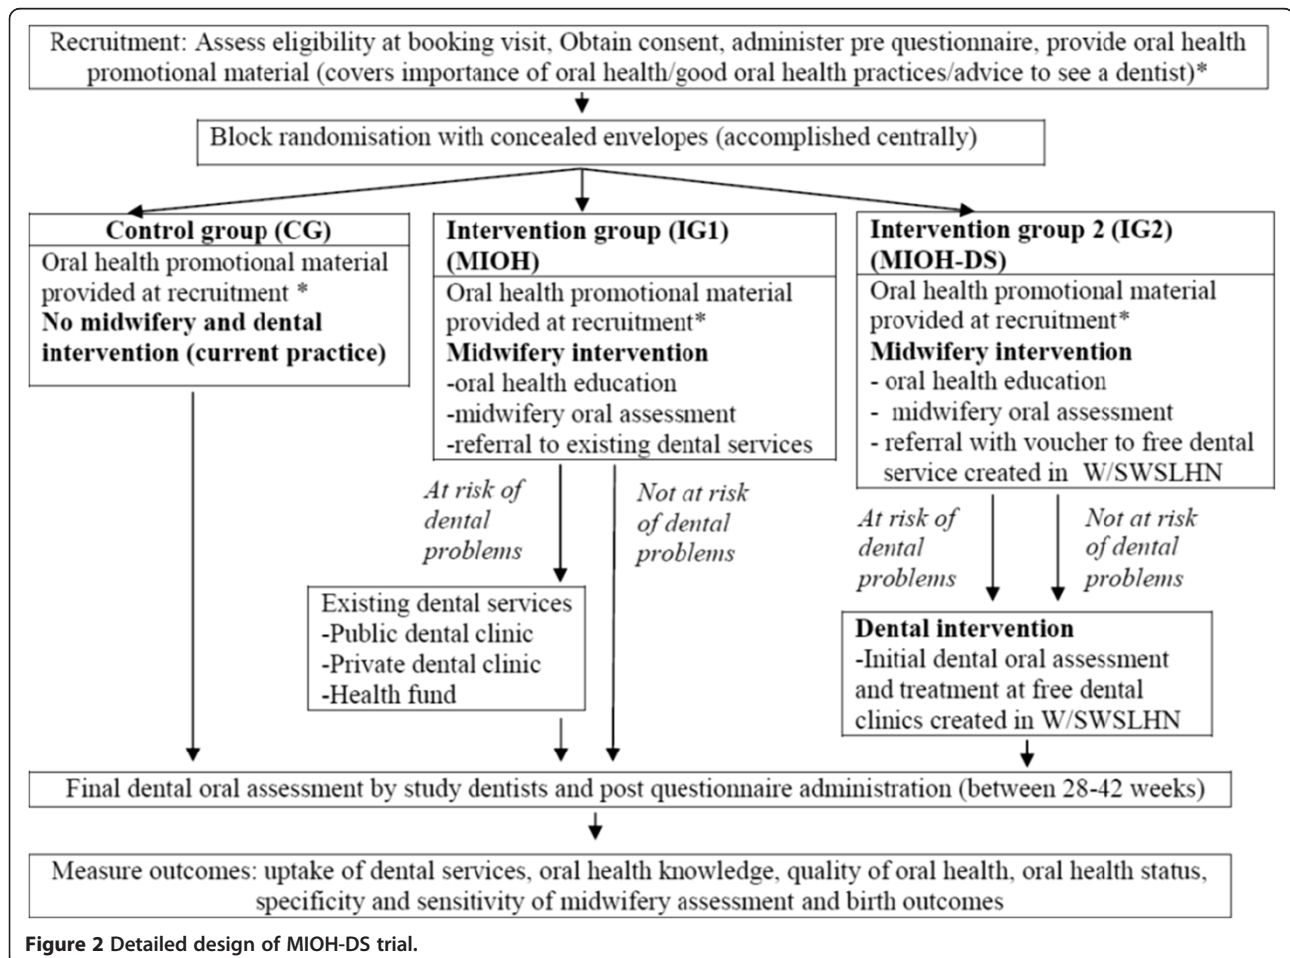 Recruitment: Assess eligibility at booking visit, Obtain consent, administer pre questionnaire, provide oral health
promotional material (covers importance of oral health/good oral health practices/advice to see a dentist)*
Block randomisation with concealed envelopes (accomplished centrally)
Control group (CG)
Oral health promotional material
provided at recruitment *
No midwifery and dental
intervention (current practice)
Intervention group (IG1)
(MIOH)
Oral health promotional material
provided at recruitment*
Midwifery intervention
-oral health education
-midwifery oral assessment
-referral to existing dental services
Intervention group 2 (IG2)
(MIOH-DS)
Oral health promotional material
provided at recruitment*
Midwifery intervention
- oral health education
- midwifery oral assessment
- referral with voucher to free dental
service created in W/SWSLHN
At risk of
dental
problems
Not at risk
of dental
problems
At risk of
dental
problems
Not at risk
of dental
problems
Existing dental services
-Public dental clinic
-Private dental clinic
-Health fund
Dental intervention
-Initial dental oral assessment
and treatment at free dental
clinics created in W/SWSLHN
Final dental oral assessment by study dentists and post questionnaire administration (between 28-42 weeks)
Measure outcomes: uptake of dental services, oral health knowledge, quality of oral health, oral health status,
specificity and sensitivity of midwifery assessment and birth outcomes
Figure 2 Detailed design of MIOH-DS trial.